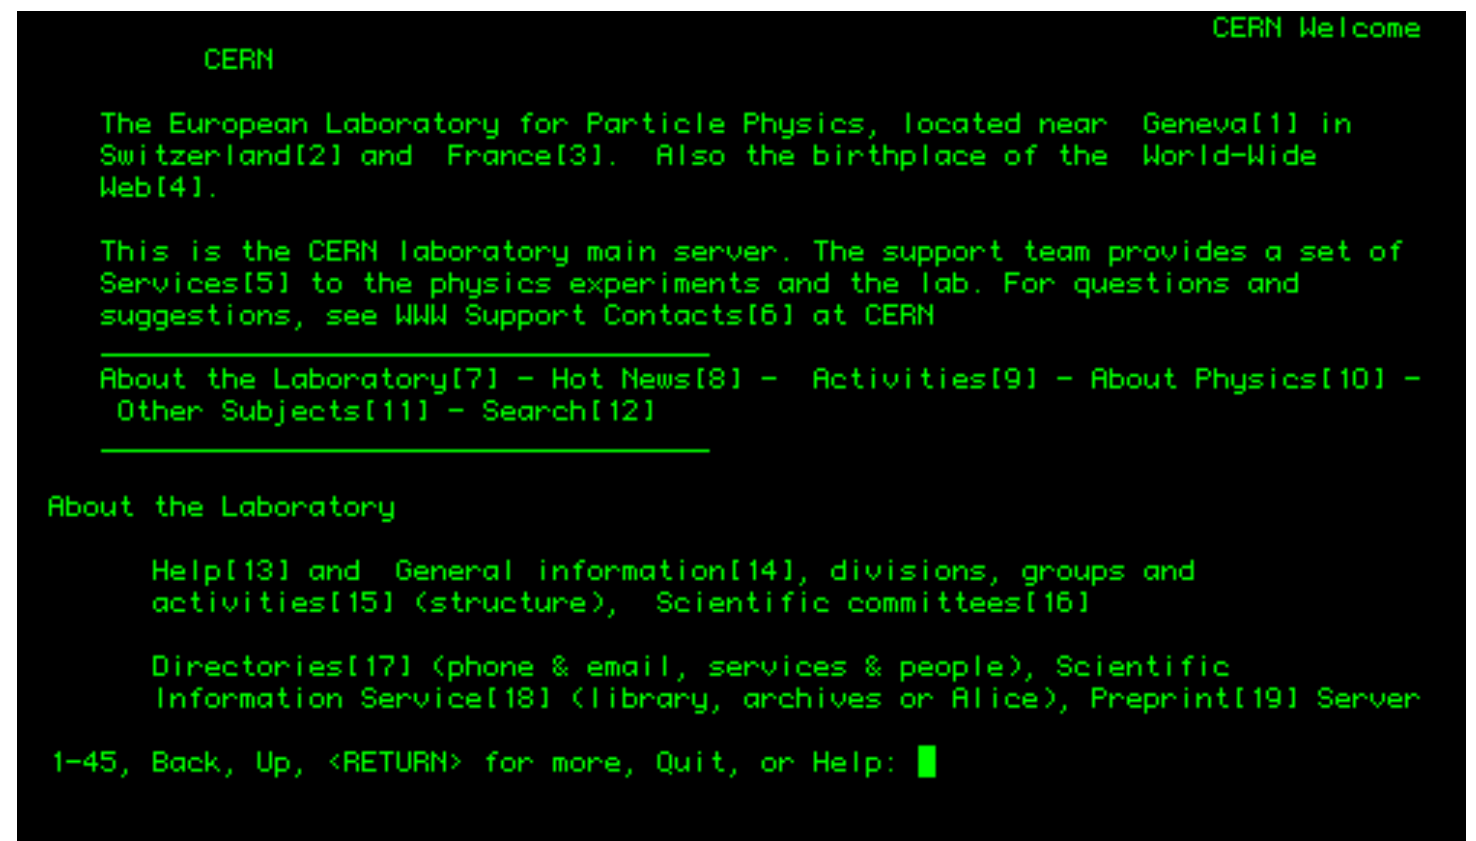 CERN Welcome
CERN
The European Laboratory for Particle Physics, located near  Geneva[1] in
Switzerland[2] and  France[3].  Also the birthplace of the  World-Wide
Web[4].
This is the CERN laboratory main server. The support team provides a set of
Services[5] to the physics experiments and the lab. For questions and
suggestions, see WWW Support Contacts[6] at CERN
About the Laboratory[7] - Hot News[8] -  Activities[9] - About Physics[10] -
Other Subjects[11] - Search[12]
About the Laboratory
Help[13] and  General information[14], divisions, groups and
activities[15] (structure),  Scientific committees[16]
Directories[17] (phone & email, services & people), Scientific
Information Service[18] (library, archives or Alice), Preprint[19] Server
1-45, Back, Up, <RETURN> for more, Quit, or Help: